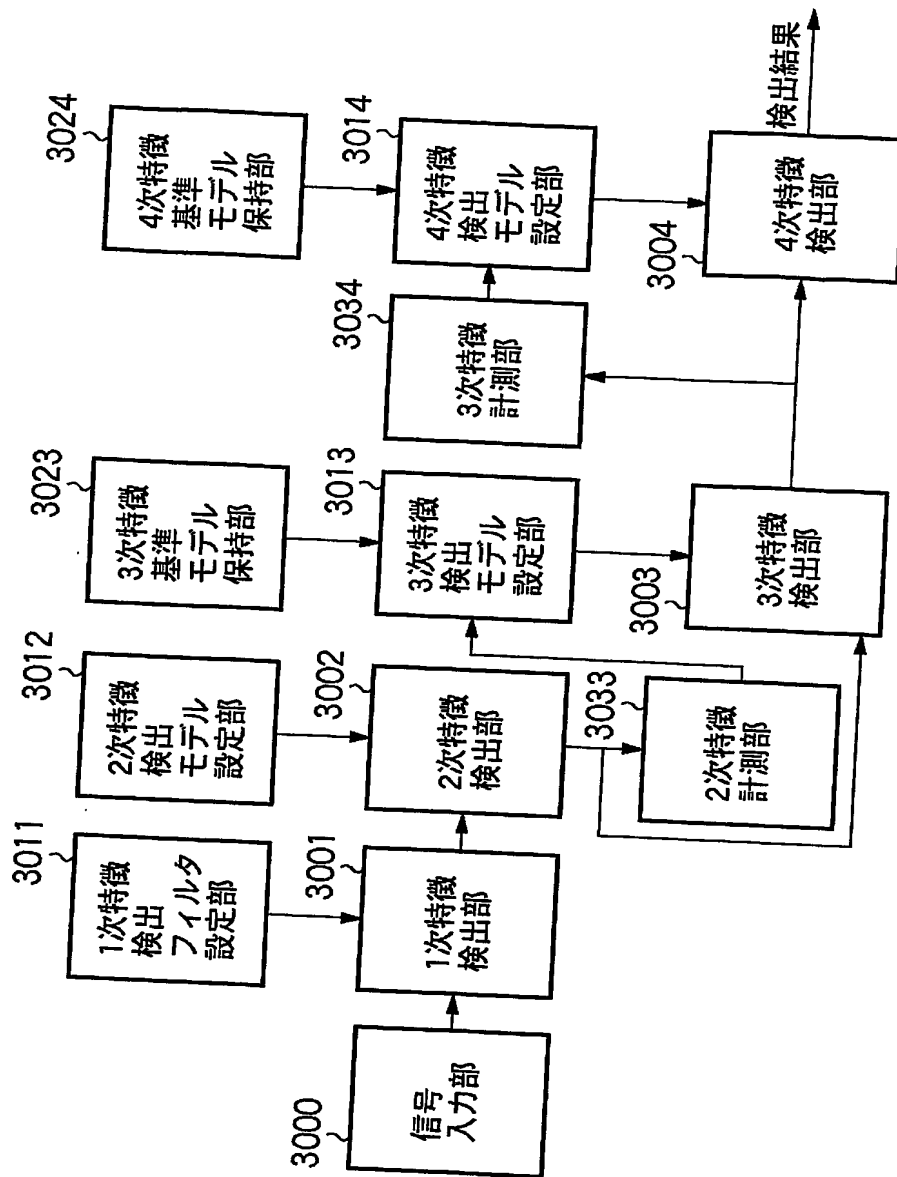 3011
1次特徴
検出
フィルタ
設定部
3012
2次特徴
検出
モデル
設定部
3023
3次特徴
基準
モデル
保持部
3024
4次特徴
基準
モデル
保持部
3000
信号
入力部
3001
1次特徴
検出部
3002
2次特徴
検出部
3013
3次特徴
検出
モデル
設定部
3034
3次特徴
計測部
3014
4次特徴
検出
モデル
設定部
3033
2次特徴
計測部
3003
3次特徴
検出部
3004
4次特徴
検出部
検出結果